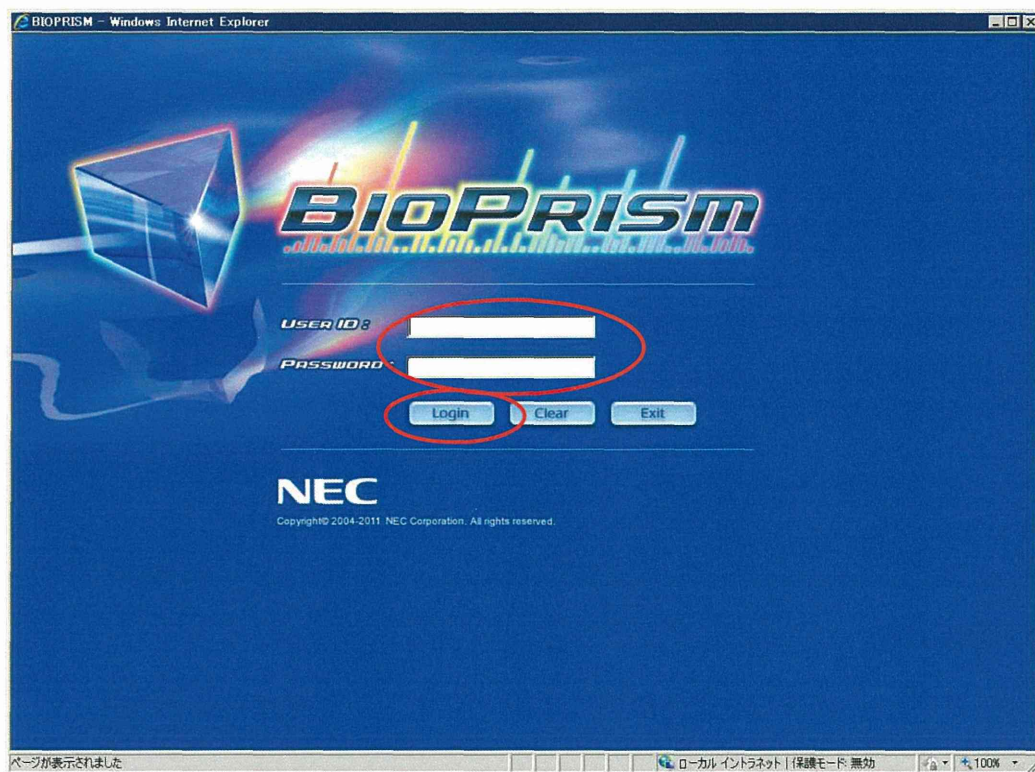 BIOPRISM - Windows Internet Explorer
BIOPRISM
USER ID :
PASSWORD :
Login Clear Exit
NEC
Copyright© 2004-2011 NEC Corporation. All rights reserved.
ページが表示されました ローカル イントラネット | 保護モード: 無効 100%